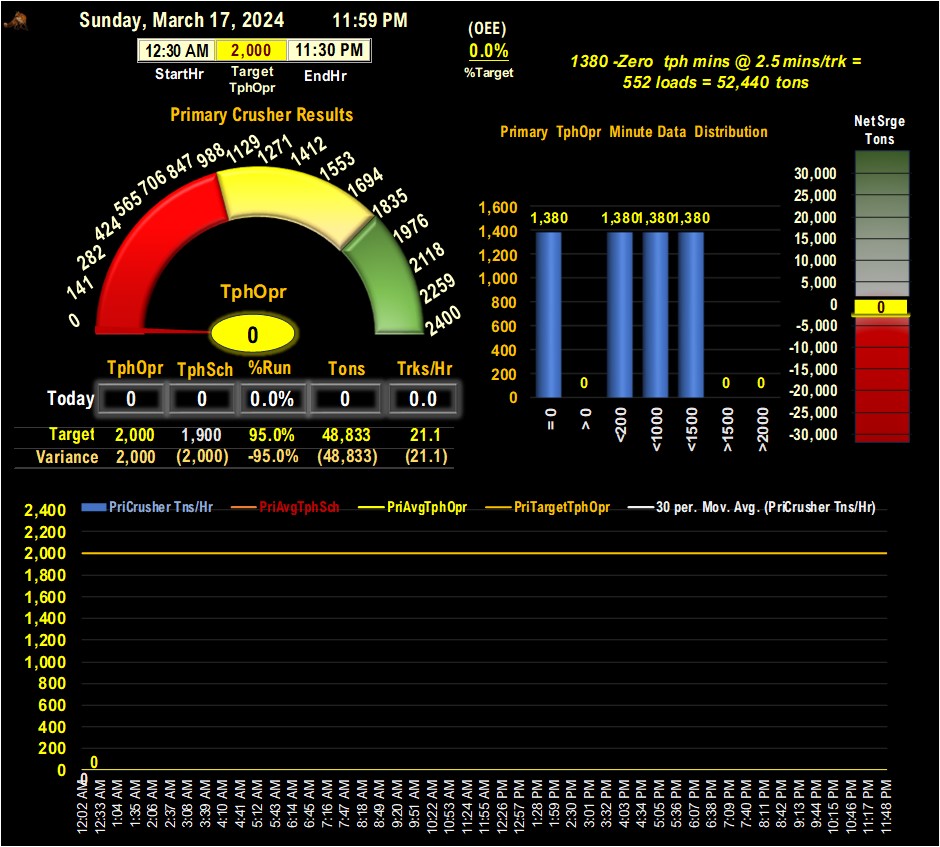 Sunday, March 17, 2024 11:59 PM
12:30 AM 2,000 11:30 PM
StartHr Target TphOpr EndHr
(OEE)
0.0%
%Target
1380 -Zero tph mins @ 2.5 mins/trk =
552 loads = 52,440 tons
Primary Crusher Results
0
141
282
424
565
706
847
988
1129
1271
1412
1553
1694
1835
1976
2118
2259
2400
TphOpr
0
TphOpr TphSch %Run Tons Trks/Hr
Today 0 0 0.0% 0 0.0
Target 2,000 1,900 95.0% 48,833 21.1
Variance 2,000 (2,000) -95.0% (48,833) (21.1)
Primary TphOpr Minute Data Distribution
1,600
1,400
1,200
1,000
800
600
400
200
0
1,380 0 1,380 1,380 1,380 0 0
= 0
> 0
<200
<1000
<1500
>1500
>2000
NetSrge
Tons
30,000
25,000
20,000
15,000
10,000
5,000
0
-5,000
-10,000
-15,000
-20,000
-25,000
-30,000
0
PriCrusher Tns/Hr PriAvgTphSch PriAvgTphOpr PriTargetTphOpr 30 per. Mov. Avg. (PriCrusher Tns/Hr)
2,400
2,200
2,000
1,800
1,600
1,400
1,200
1,000
800
600
400
200
0
0
0
12:02 AM
12:33 AM
1:04 AM
1:35 AM
2:06 AM
2:37 AM
3:08 AM
3:39 AM
4:10 AM
4:41 AM
5:12 AM
5:43 AM
6:14 AM
6:45 AM
7:16 AM
7:47 AM
8:18 AM
8:49 AM
9:20 AM
9:51 AM
10:22 AM
10:53 AM
11:24 AM
11:55 AM
12:26 PM
12:57 PM
1:28 PM
1:59 PM
2:30 PM
3:01 PM
3:32 PM
4:03 PM
4:34 PM
5:05 PM
5:36 PM
6:07 PM
6:38 PM
7:09 PM
7:40 PM
8:11 PM
8:42 PM
9:13 PM
9:44 PM
10:15 PM
10:46 PM
11:17 PM
11:48 PM